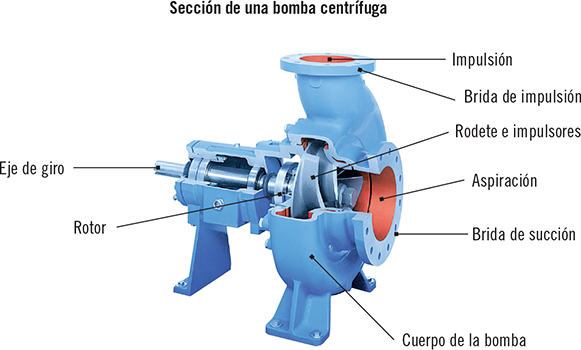 Sección de una bomba centrífuga
Impulsión
Brida de impulsión
Rodete e impulsores
Eje de giro
Aspiración
Rotor
Brida de succión
Cuerpo de la bomba